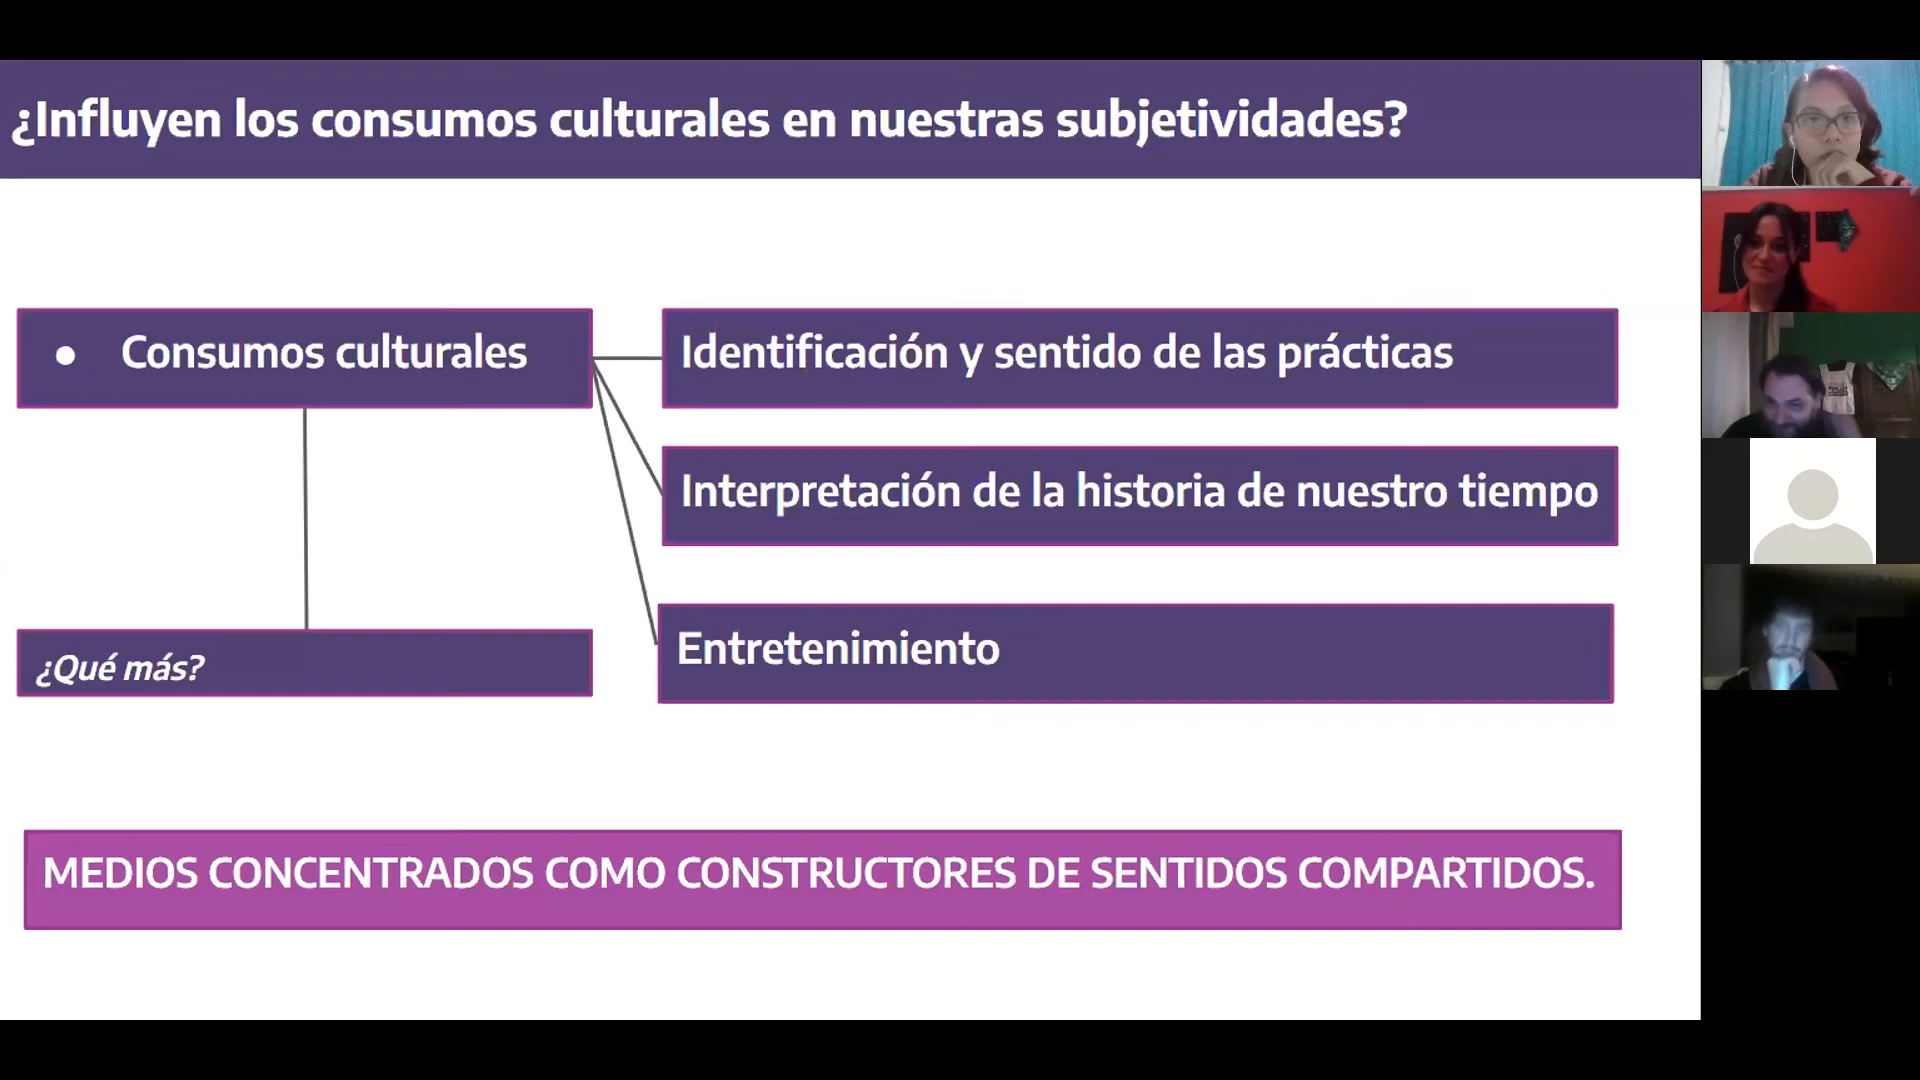 ¿Influyen los consumos culturales en nuestras subjetividades?
● Consumos culturales
Identificación y sentido de las prácticas
Interpretación de la historia de nuestro tiempo
Entretenimiento
¿Qué más?
MEDIOS CONCENTRADOS COMO CONSTRUCTORES DE SENTIDOS COMPARTIDOS.